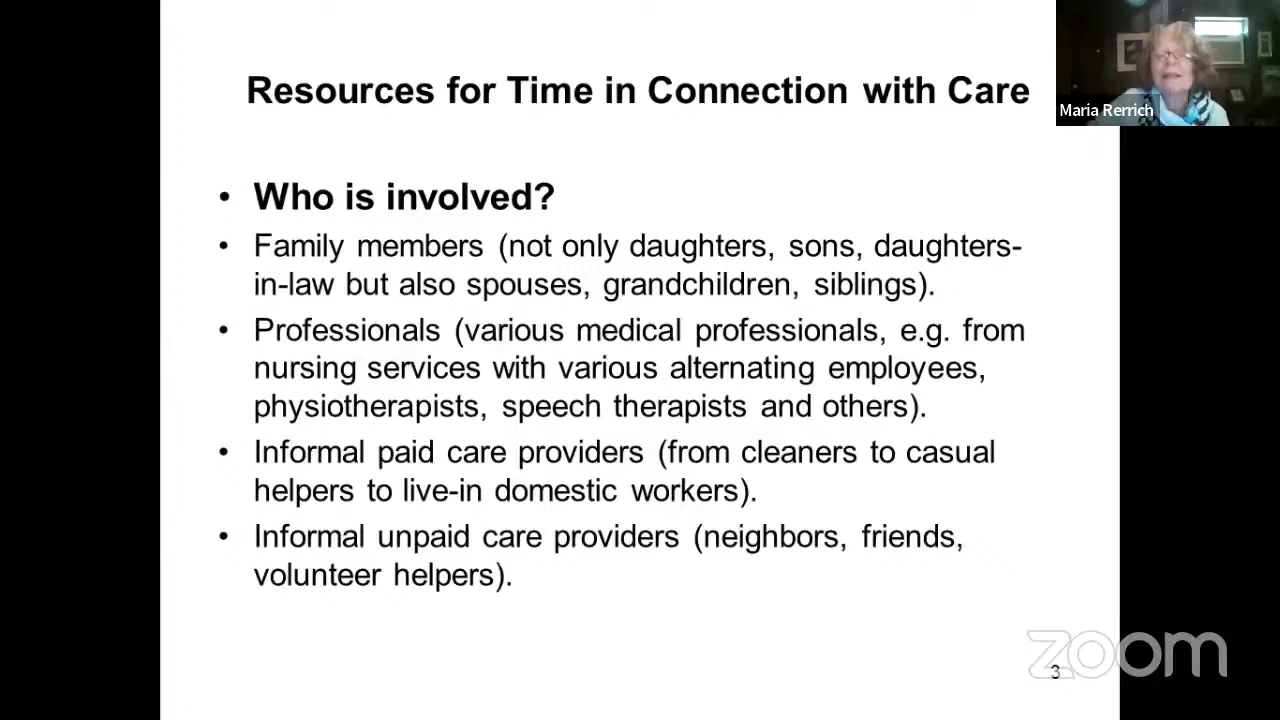 Resources for Time in Connection with Care
Maria Rerrich
• Who is involved?
• Family members (not only daughters, sons, daughters-
in-law but also spouses, grandchildren, siblings).
• Professionals (various medical professionals, e.g. from
nursing services with various alternating employees,
physiotherapists, speech therapists and others).
• Informal paid care providers (from cleaners to casual
helpers to live-in domestic workers).
• Informal unpaid care providers (neighbors, friends,
volunteer helpers).
zoom
3